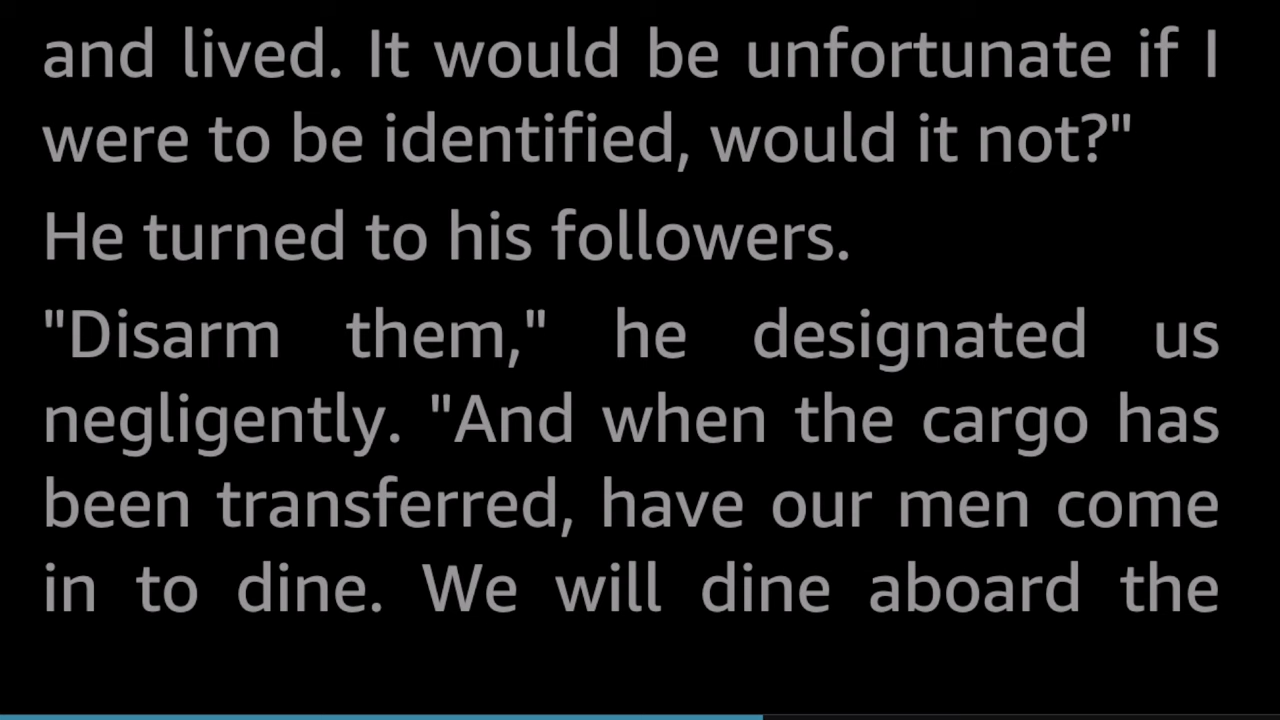 and lived. It would be unfortunate if I
were to be identified, would it not?"
He turned to his followers.
"Disarm them," he designated us
negligently. "And when the cargo has
been transferred, have our men come
in to dine. We will dine aboard the